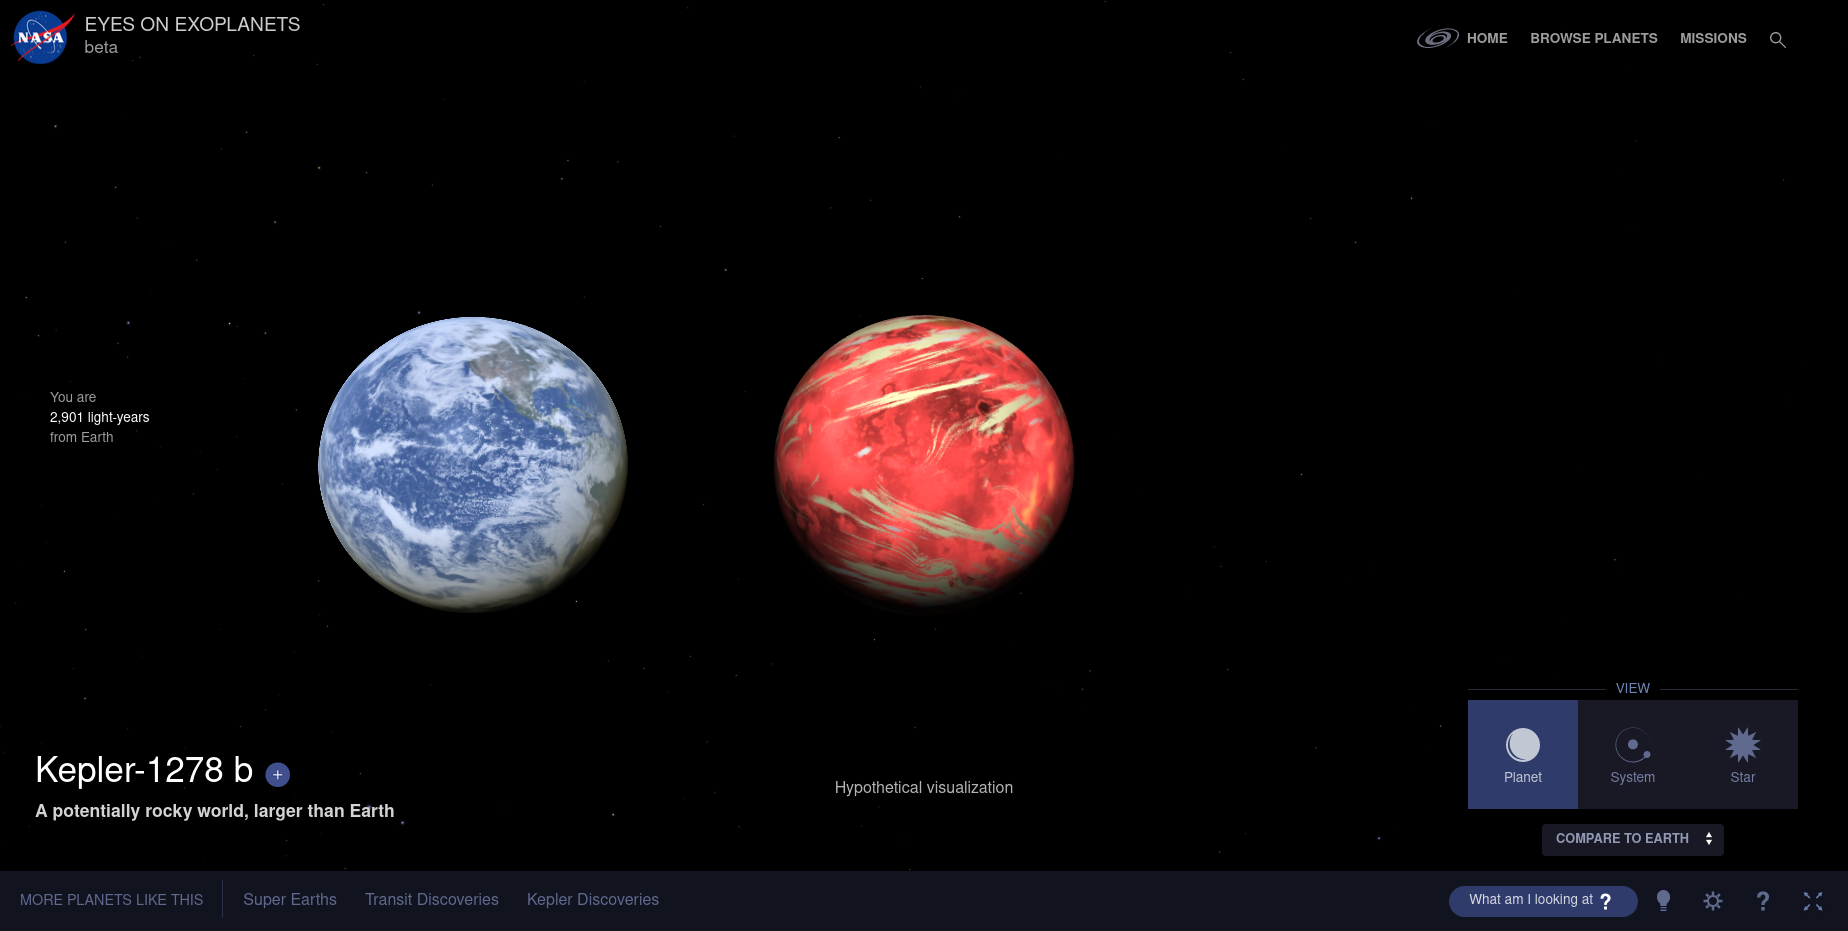 NASA
EYES ON EXOPLANETS
beta
HOME
BROWSE PLANETS
MISSIONS
You are
2,901 light-years
from Earth
Kepler-1278 b +
A potentially rocky world, larger than Earth
Hypothetical visualization
VIEW
Planet
System
Star
COMPARE TO EARTH
MORE PLANETS LIKE THIS
Super Earths
Transit Discoveries
Kepler Discoveries
What am I looking at ?
?